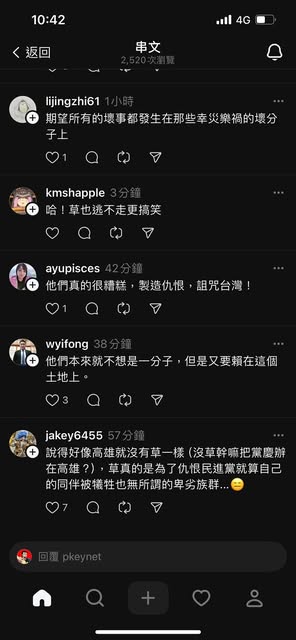 10:42
4G
返回
串文
2,520次瀏覽
lijingzhi61 1小時
期望所有的壞事都發生在那些幸災樂禍的壞分
子上
1
kmshapple 3分鐘
哈！草也逃不走更搞笑
ayupisces 42分鐘
他們真的很糟糕，製造仇恨，詛咒台灣！
1
wyifong 38分鐘
他們本來就不想是一分子，但是又要賴在這個
土地上。
3
jakey6455 57分鐘
說得好像高雄就沒有草一樣 (沒草幹嘛把黨慶辦
在高雄？)，草真的是為了仇恨民進黨就算自己
的同伴被犧牲也無所謂的卑劣族群...😑
7
回覆 pkeynet